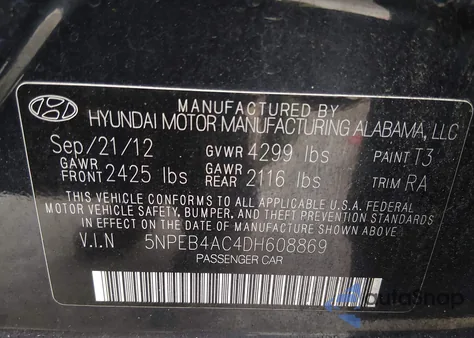 MANUFACTURED BY
HYUNDAI MOTOR MANUFACTURING ALABAMA, LLC
Sep/21/12 GVWR 4299 lbs PAINT T3
GAWR FRONT 2425 lbs GAWR REAR 2116 lbs TRIM RA
THIS VEHICLE CONFORMS TO ALL APPLICABLE U.S.A. FEDERAL
MOTOR VEHICLE SAFETY, BUMPER, AND THEFT PREVENTION STANDARDS
IN EFFECT ON THE DATE OF MANUFACTURE SHOWN ABOVE.
V.I.N 5NPEB4AC4DH608869
PASSENGER CAR
AutoSnap